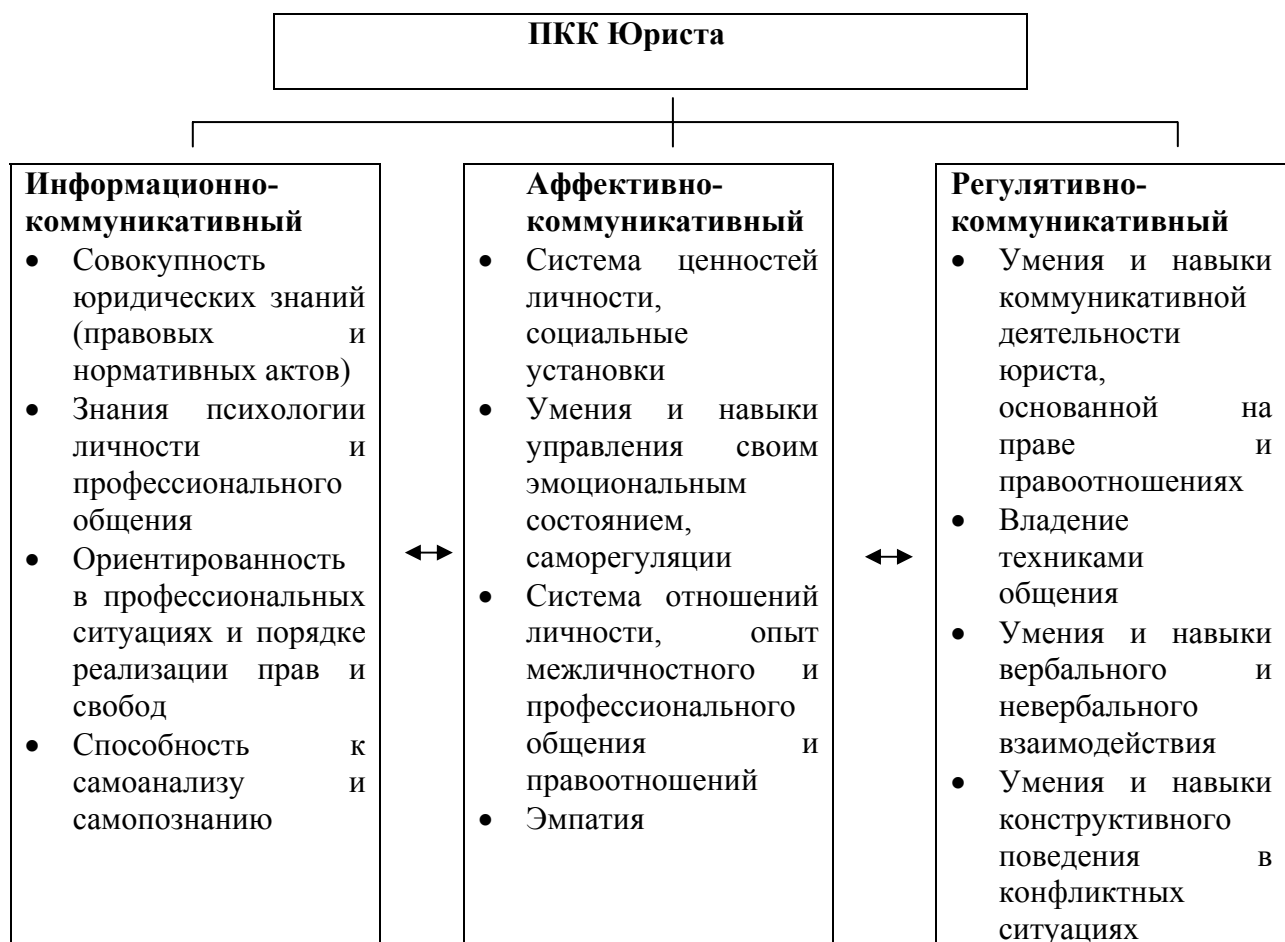 ПКК Юриста
Информационно-
коммуникативный
• Совокупность
юридических знаний
(правовых и
нормативных актов)
• Знания психологии
личности и
профессионального
общения
• Ориентированность
в профессиональных
ситуациях и порядке
реализации прав и
свобод
• Способность к
самоанализу и
самопознанию
Аффективно-
коммуникативный
• Система ценностей
личности,
социальные
установки
• Умения и навыки
управления своим
эмоциональным
состоянием,
саморегуляции
• Система отношений
личности, опыт
межличностного и
профессионального
общения и
правоотношений
• Эмпатия
Регулятивно-
коммуникативный
• Умения и навыки
коммуникативной
деятельности
юриста,
основанной на
праве и
правоотношениях
• Владение
техниками
общения
• Умения и навыки
вербального и
невербального
взаимодействия
• Умения и навыки
конструктивного
поведения в
конфликтных
ситуациях